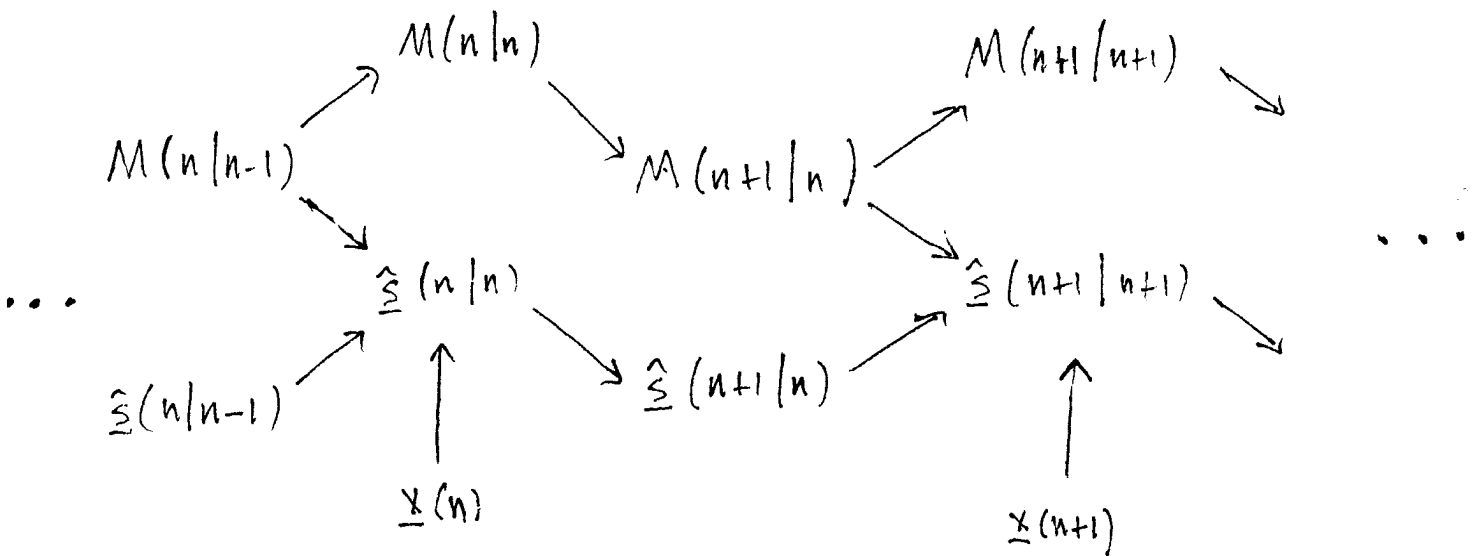 M(n|n) M(n+1|n+1)
M(n|n-1) M(n+1|n)
ŝ(n|n) ŝ(n+1|n+1)
... ...
ŝ(n|n-1) ŝ(n+1|n)
x(n) x(n+1)